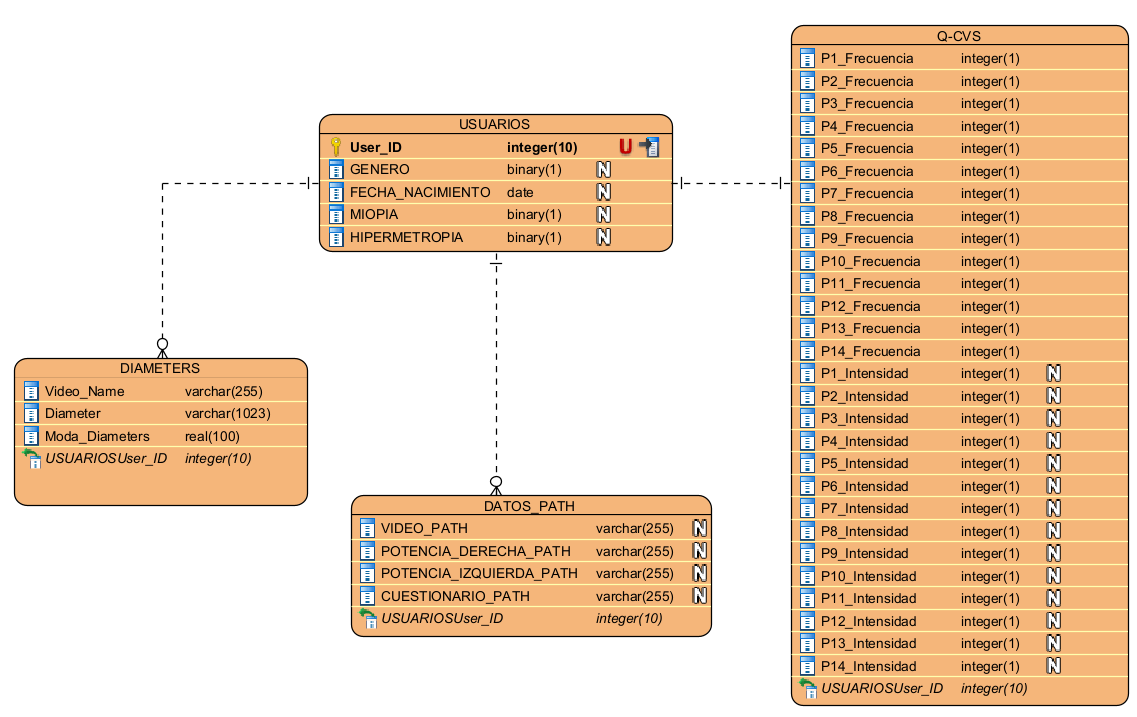 USUARIOS
User_ID integer(10) U
GENERO binary(1) N
FECHA_NACIMIENTO date N
MIOPIA binary(1) N
HIPERMETROPIA binary(1) N
DIAMETERS
Video_Name varchar(255)
Diameter varchar(1023)
Moda_Diameters real(100)
USUARIOSUser_ID integer(10)
DATOS_PATH
VIDEO_PATH varchar(255) N
POTENCIA_DERECHA_PATH varchar(255) N
POTENCIA_IZQUIERDA_PATH varchar(255) N
CUESTIONARIO_PATH varchar(255) N
USUARIOSUser_ID integer(10)
Q-CVS
P1_Frecuencia integer(1)
P2_Frecuencia integer(1)
P3_Frecuencia integer(1)
P4_Frecuencia integer(1)
P5_Frecuencia integer(1)
P6_Frecuencia integer(1)
P7_Frecuencia integer(1)
P8_Frecuencia integer(1)
P9_Frecuencia integer(1)
P10_Frecuencia integer(1)
P11_Frecuencia integer(1)
P12_Frecuencia integer(1)
P13_Frecuencia integer(1)
P14_Frecuencia integer(1)
P1_Intensidad integer(1) N
P2_Intensidad integer(1) N
P3_Intensidad integer(1) N
P4_Intensidad integer(1) N
P5_Intensidad integer(1) N
P6_Intensidad integer(1) N
P7_Intensidad integer(1) N
P8_Intensidad integer(1) N
P9_Intensidad integer(1) N
P10_Intensidad integer(1) N
P11_Intensidad integer(1) N
P12_Intensidad integer(1) N
P13_Intensidad integer(1) N
P14_Intensidad integer(1) N
USUARIOSUser_ID integer(10)